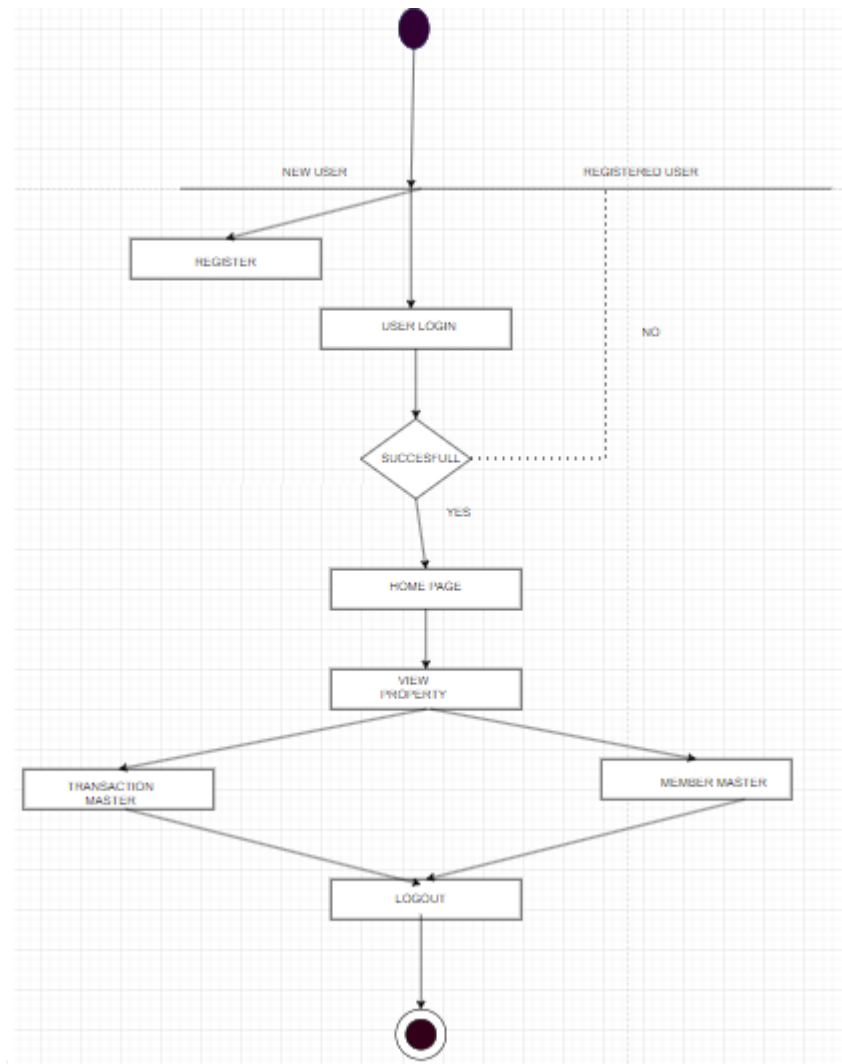 NEW USER
REGISTERED USER
REGISTER
USER LOGIN
NO
SUCCESFULL
YES
HOME PAGE
VIEW
PROPERTY
TRANSACTION
MASTER
MEMBER MASTER
LOGOUT